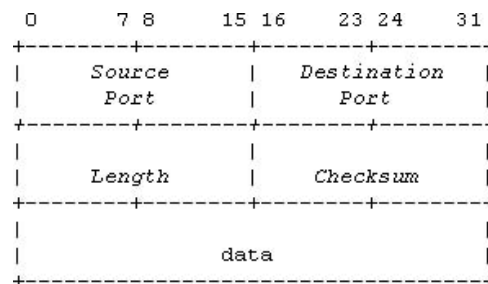 0 7 8 15 16 23 24 31
+--------+--------+--------+--------+
| Source | Destination |
| Port | Port |
+--------+--------+--------+--------+
| | |
| Length | Checksum |
+--------+--------+--------+--------+
| |
| data |
+-----------------------------------